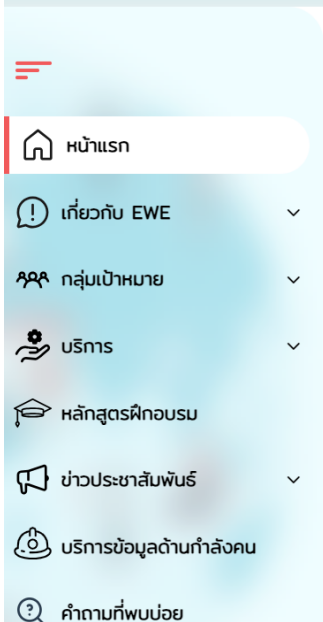 หน้าแรก
เกี่ยวกับ EWE
กลุ่มเป้าหมาย
บริการ
หลักสูตรฝึกอบรม
ข่าวประชาสัมพันธ์
บริการข้อมูลด้านกำลังคน
คำถามที่พบบ่อย